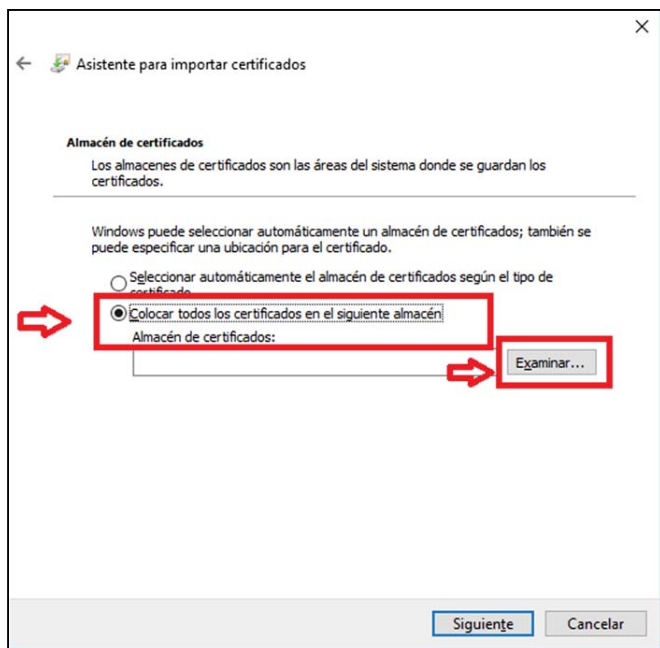 Asistente para importar certificados
Almacén de certificados
Los almacenes de certificados son las áreas del sistema donde se guardan los
certificados.
Windows puede seleccionar automáticamente un almacén de certificados; también se
puede especificar una ubicación para el certificado.
Seleccionar automáticamente el almacén de certificados según el tipo de
certificado
Colocar todos los certificados en el siguiente almacén
Almacén de certificados:
Examinar...
Siguiente
Cancelar